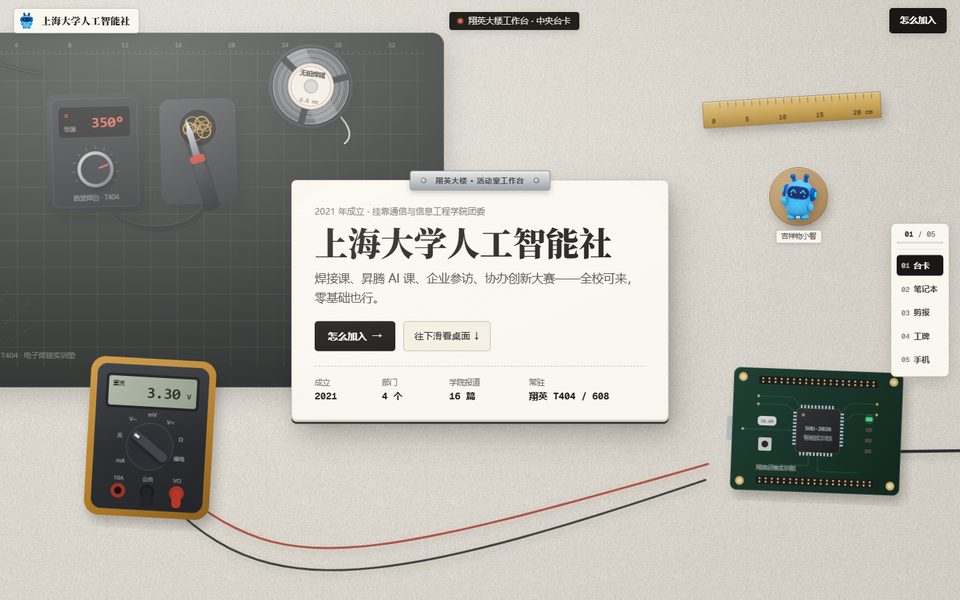 上海大学人工智能社
翔英大楼工作台 · 中央台卡
怎么加入
4 8 12 16 20 24 28 32
恒温
350°
数显焊台 · T404
无铅焊锡
0.8 mm
0 5 10 15 20 cm
吉祥物小智
翔英大楼 • 活动室工作台
2021 年成立 · 挂靠通信与信息工程学院团委
上海大学人工智能社
焊接课、昇腾 AI 课、企业参访、协办创新大赛——全校可来，
零基础也行。
怎么加入 →
往下滑看桌面 ↓
成立
2021
部门
4 个
学院报道
16 篇
常驻
翔英 T404 / 608
01 / 05
01 台卡
02 笔记本
03 剪报
04 工牌
05 手机
T404 · 电子焊接实训垫
直流
3.30 V
mV
V~
V=
关
Ω
mA
蜂鸣
10A
公共
VΩ
SHU-2026
智能实训板